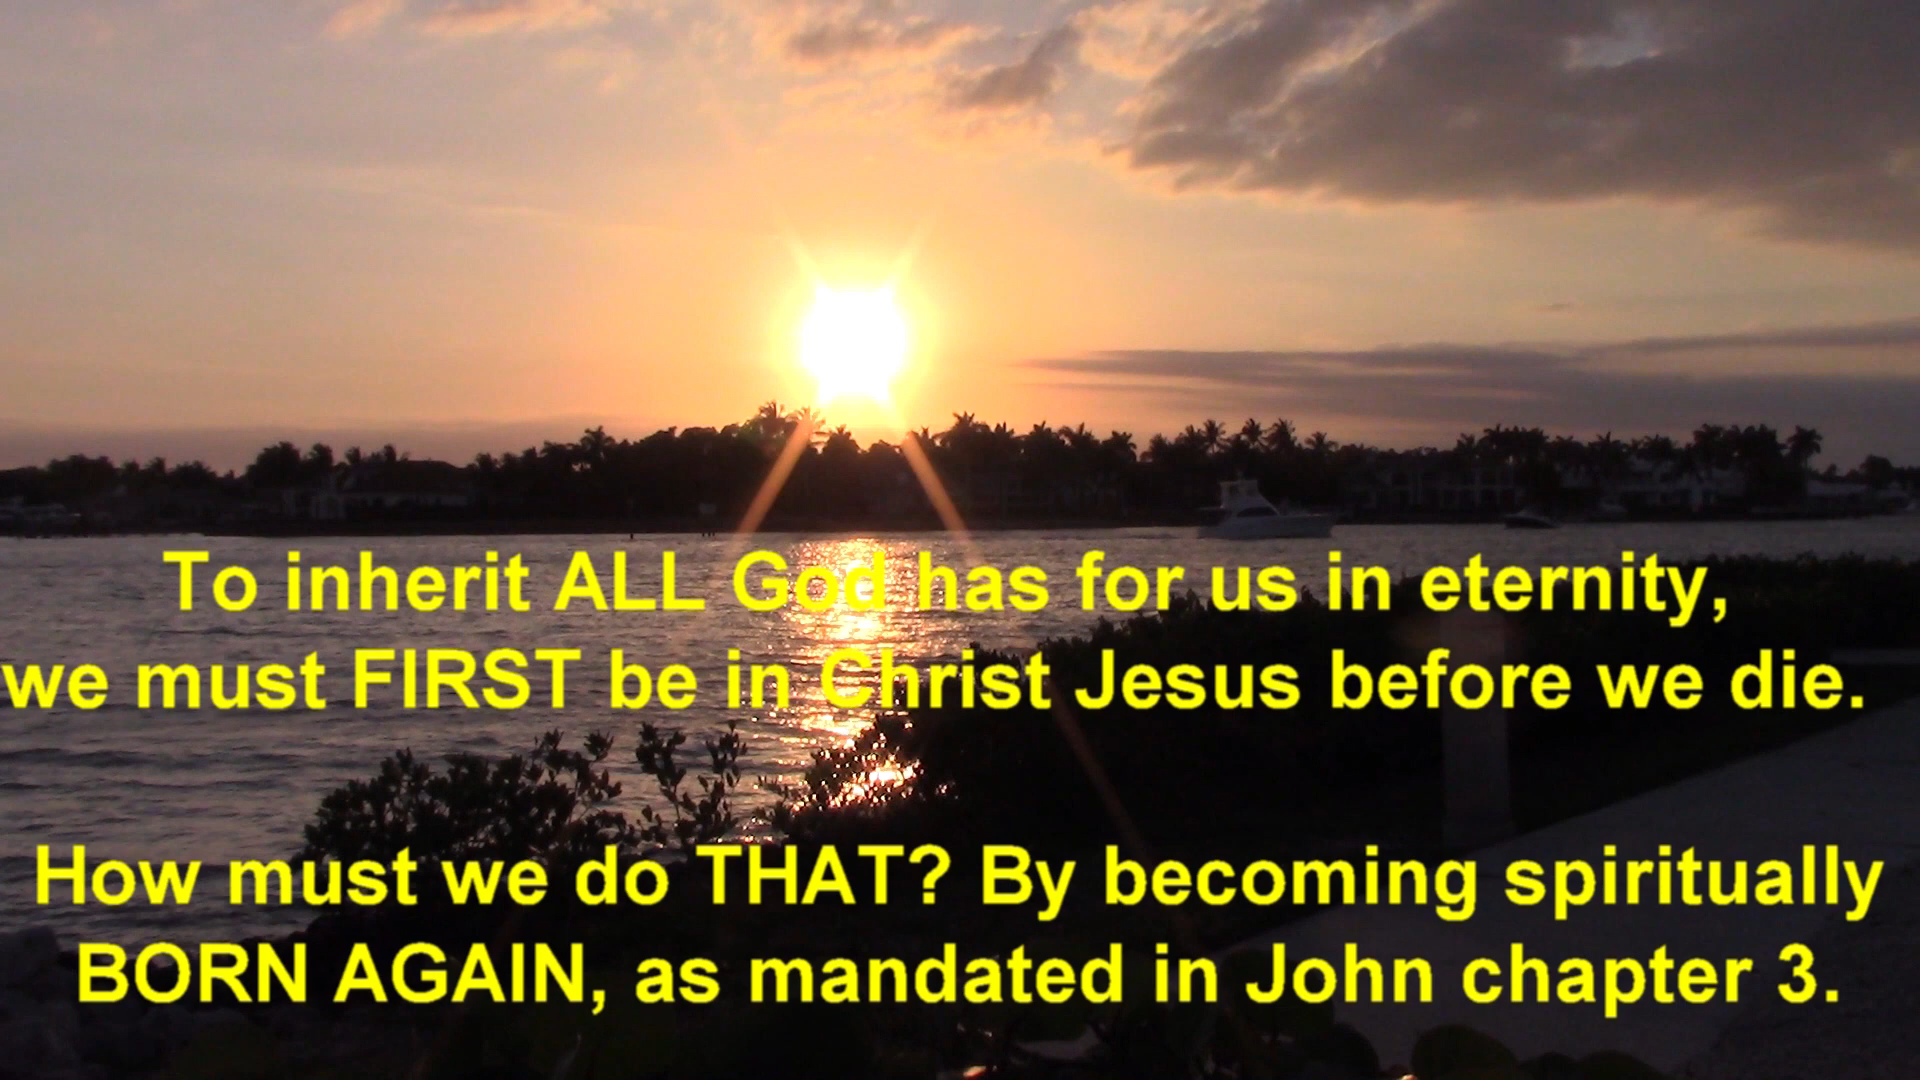 To inherit ALL God has for us in eternity,
we must FIRST be in Christ Jesus before we die.
How must we do THAT? By becoming spiritually
BORN AGAIN, as mandated in John chapter 3.